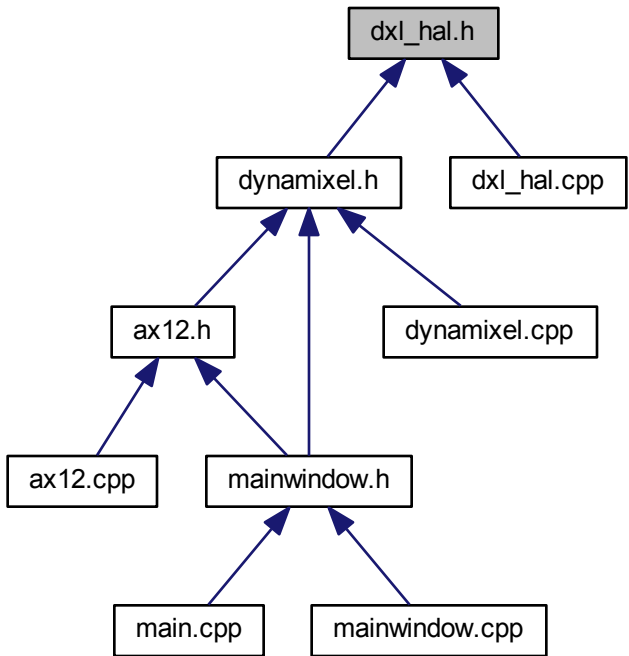 dxl_hal.h
dynamixel.h
dxl_hal.cpp
ax12.h
dynamixel.cpp
ax12.cpp
mainwindow.h
main.cpp
mainwindow.cpp